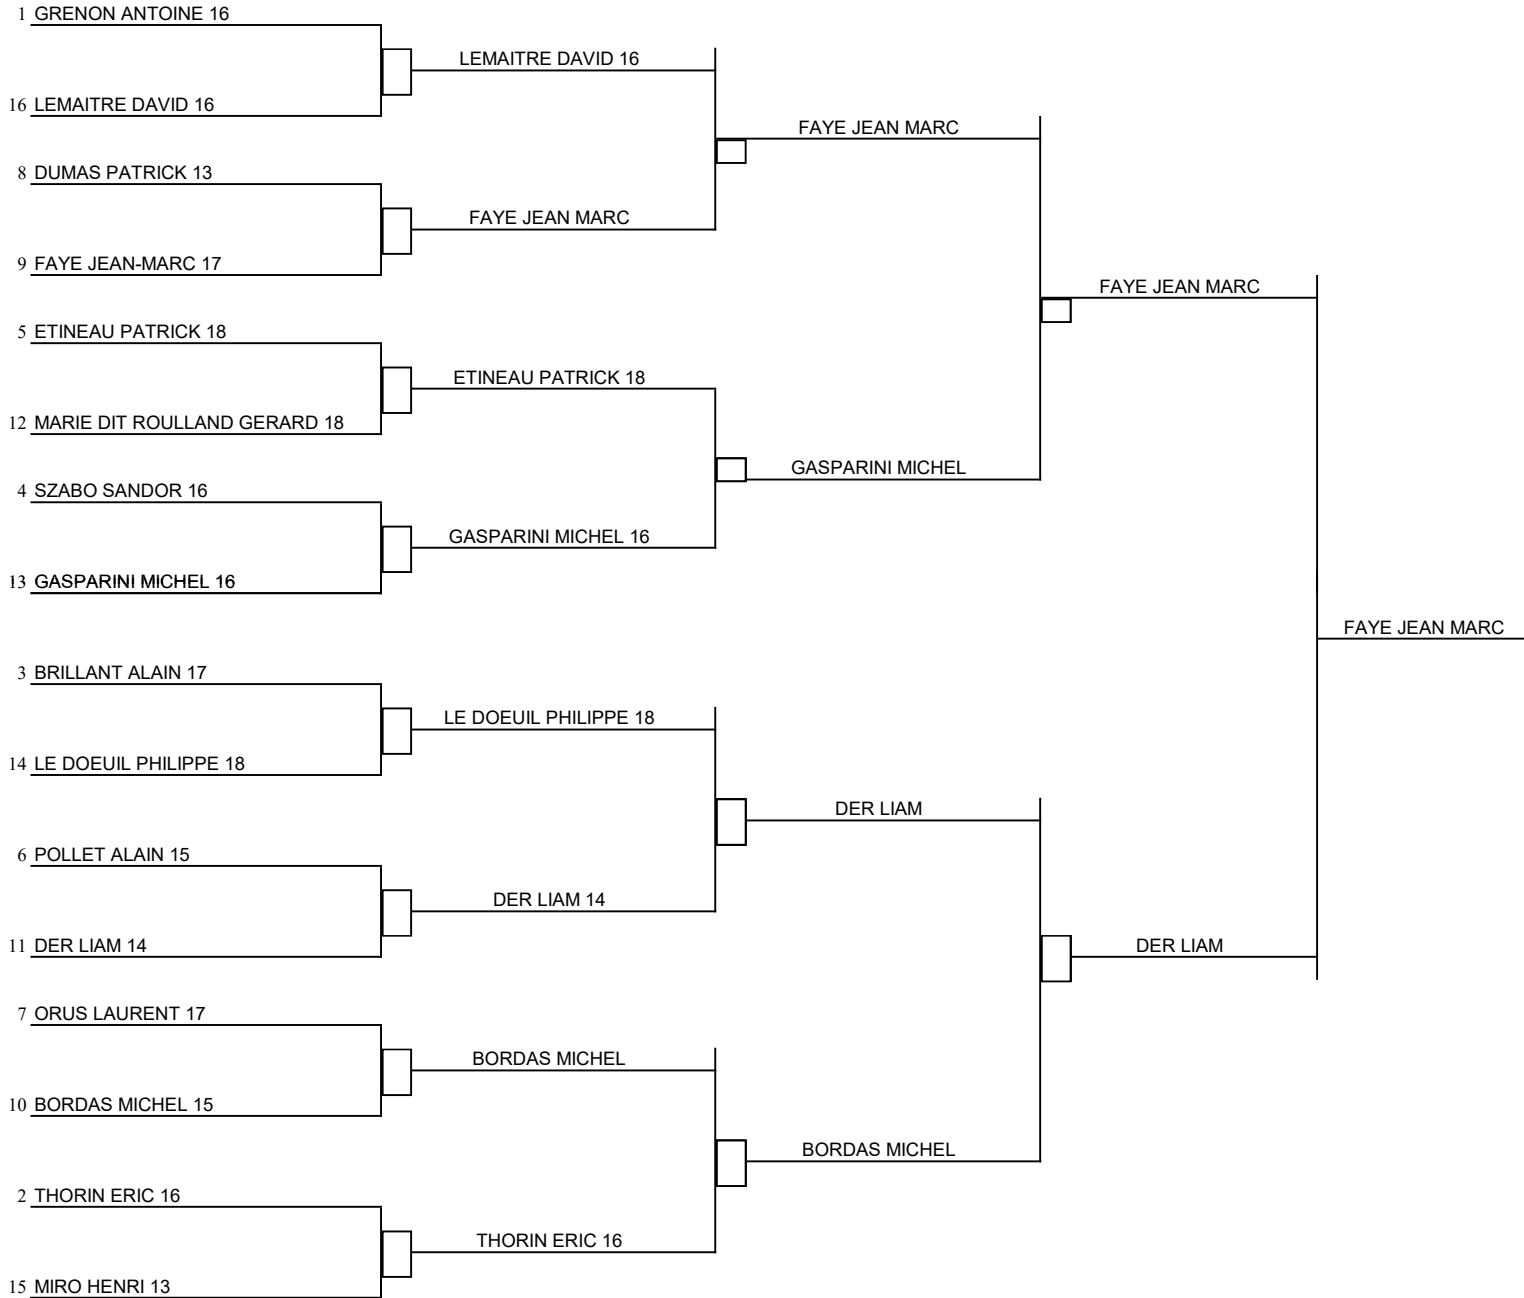 1 GRENON ANTOINE 16
LEMAITRE DAVID 16
16 LEMAITRE DAVID 16
FAYE JEAN MARC
8 DUMAS PATRICK 13
FAYE JEAN MARC
9 FAYE JEAN-MARC 17
FAYE JEAN MARC
5 ETINEAU PATRICK 18
ETINEAU PATRICK 18
12 MARIE DIT ROULLAND GERARD 18
GASPARINI MICHEL
4 SZABO SANDOR 16
GASPARINI MICHEL 16
13 GASPARINI MICHEL 16
FAYE JEAN MARC
3 BRILLANT ALAIN 17
LE DOEUIL PHILIPPE 18
14 LE DOEUIL PHILIPPE 18
DER LIAM
6 POLLET ALAIN 15
DER LIAM 14
11 DER LIAM 14
DER LIAM
7 ORUS LAURENT 17
BORDAS MICHEL
10 BORDAS MICHEL 15
BORDAS MICHEL
2 THORIN ERIC 16
THORIN ERIC 16
15 MIRO HENRI 13